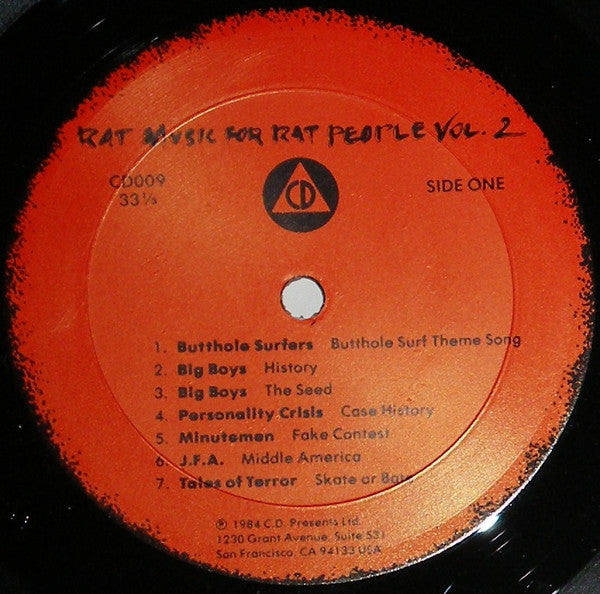 RAT MUSIC FOR RAT PEOPLE VOL. 2
CD009
33⅓
CD
SIDE ONE
1. Butthole Surfers Butthole Surf Theme Song
2. Big Boys History
3. Big Boys The Seed
4. Personality Crisis Case History
5. Minutemen Fake Contest
6. J.F.A. Middle America
7. Tales of Terror Skate or Bate
℗ 1984 C.D. Presents Ltd.
1230 Grant Avenue, Suite 531
San Francisco, CA 94133 USA